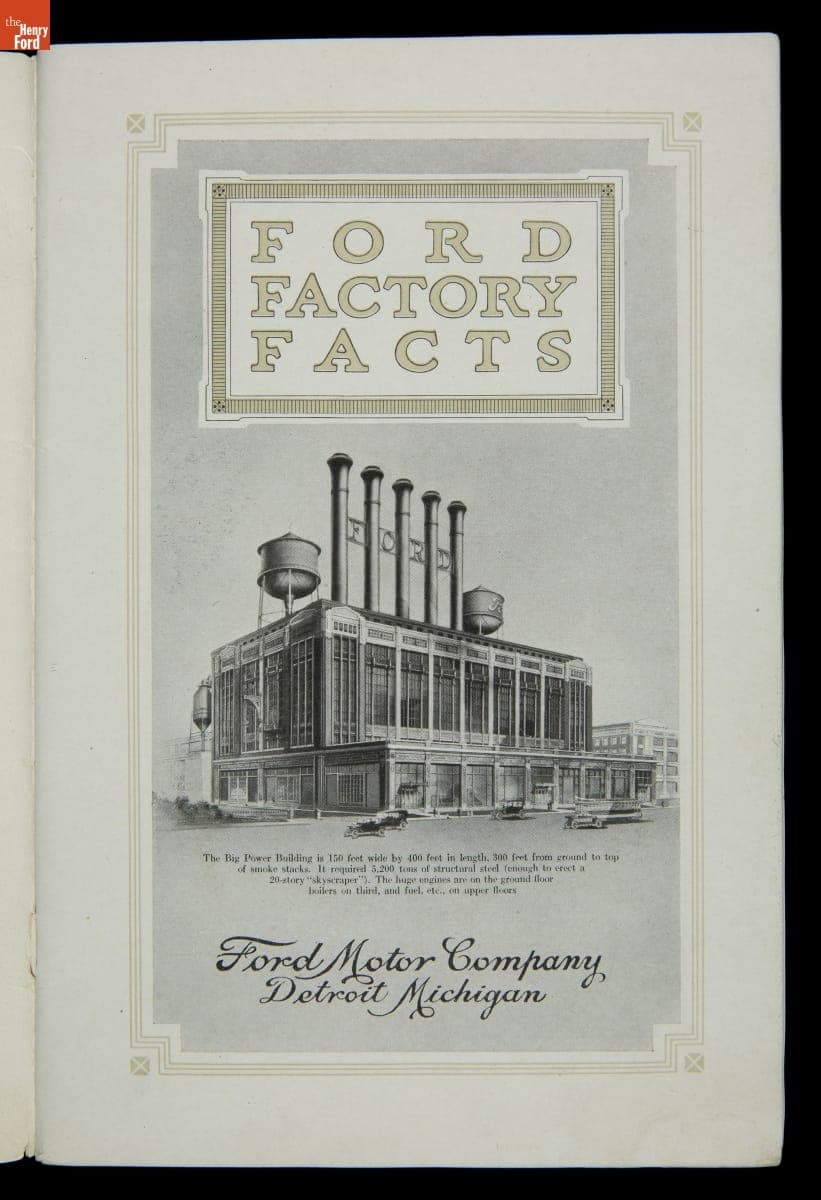 the
Henry
Ford
FORD
FACTORY
FACTS
FORD
The Big Power Building is 150 feet wide by 400 feet in length, 300 feet from ground to top
of smoke stacks. It required 5,200 tons of structural steel (enough to erect a
20-story "skyscraper"). The huge engines are on the ground floor
boilers on third, and fuel, etc., on upper floors
Ford Motor Company
Detroit Michigan